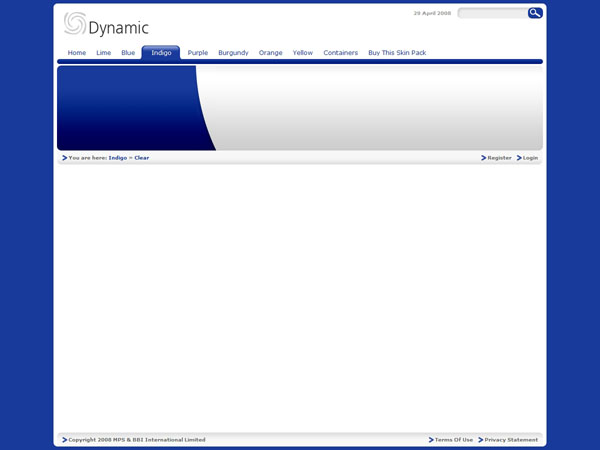 29 April 2008
Dynamic
Home Lime Blue Indigo Purple Burgundy Orange Yellow Containers Buy This Skin Pack
You are here: Indigo > Clear Register Login
Copyright 2008 MPS & BBI International Limited Terms Of Use Privacy Statement